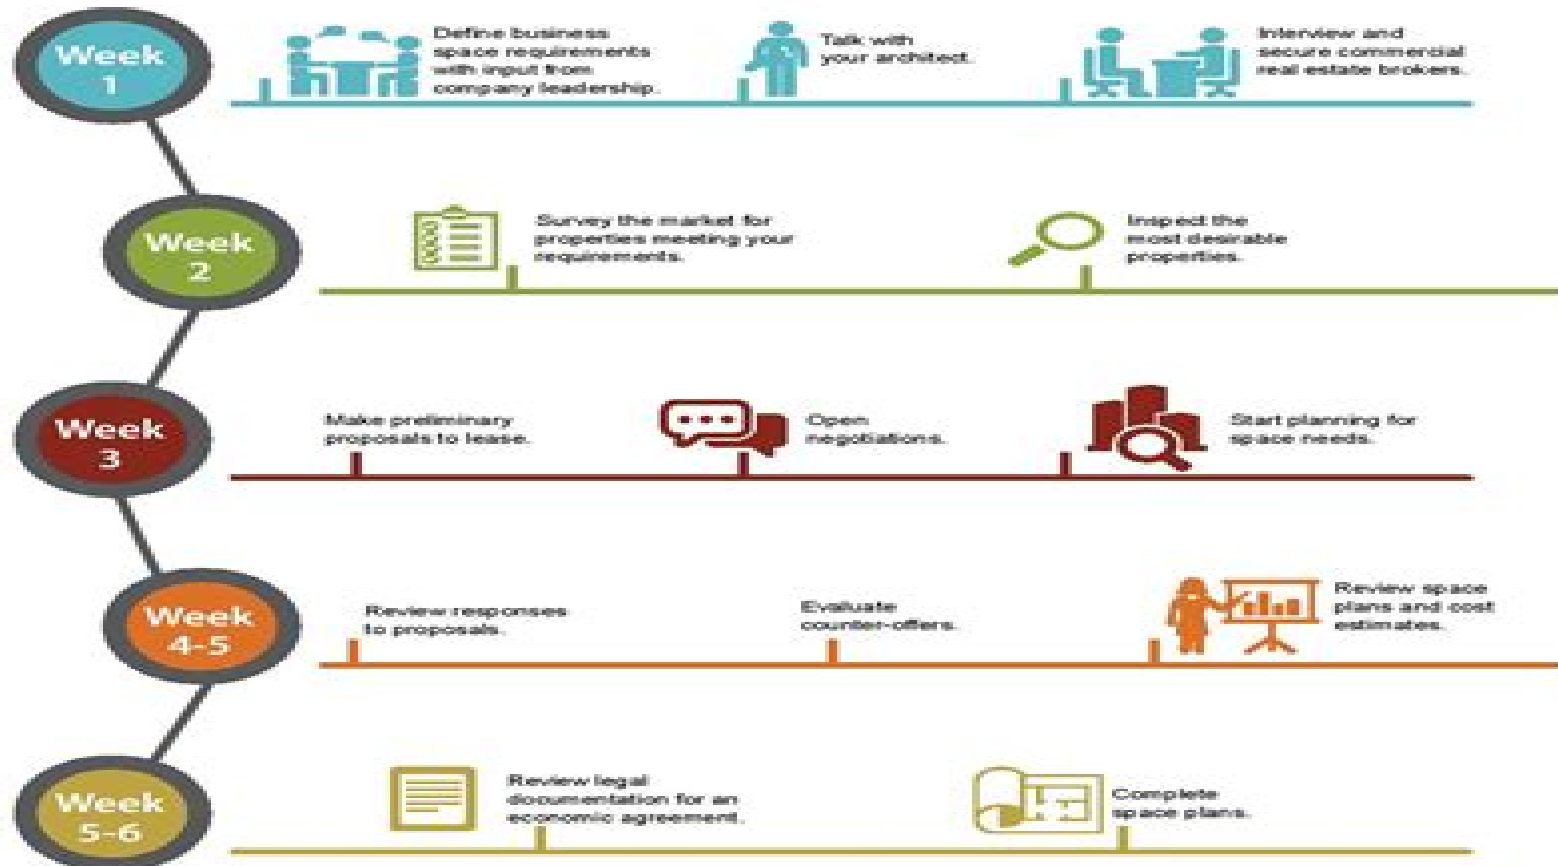 Week
1
Define business
space requirements
with input from
company leadership.
Talk with
your architect.
Interview and
secure commercial
real estate brokers.
Week
2
Survey the market for
properties meeting your
requirements.
Inspect the
most desirable
properties.
Week
3
Make preliminary
proposals to lease.
Open
negotiations.
Start planning for
space needs.
Week
4-5
Review responses
to proposals.
Evaluate
counter-offers.
Review space
plans and cost
estimates.
Week
5-6
Review legal
documentation for an
economic agreement.
Complete
space plans.